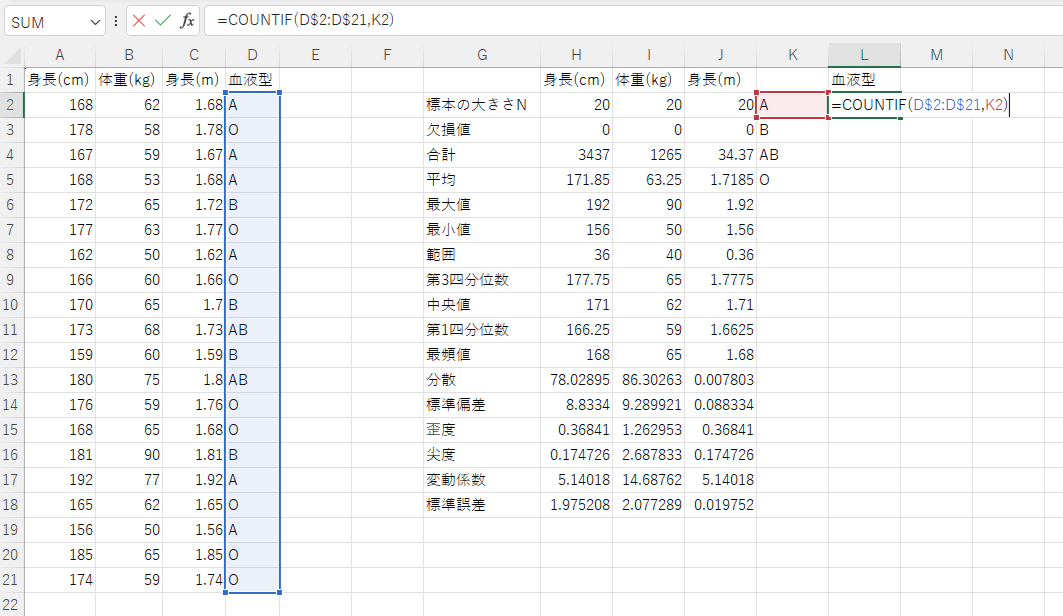 SUM fx =COUNTIF(D$2:D$21,K2)
A B C D E F G H I J K L M N
1 身長(cm) 体重(kg) 身長(m) 血液型 身長(cm) 体重(kg) 身長(m) 血液型
2 168 62 1.68 A 標本の大きさN 20 20 20 A =COUNTIF(D$2:D$21,K2)
3 178 58 1.78 O 欠損値 0 0 0 B
4 167 59 1.67 A 合計 3437 1265 34.37 AB
5 168 53 1.68 A 平均 171.85 63.25 1.7185 O
6 172 65 1.72 B 最大値 192 90 1.92
7 177 63 1.77 O 最小値 156 50 1.56
8 162 50 1.62 A 範囲 36 40 0.36
9 166 60 1.66 O 第3四分位数 177.75 65 1.7775
10 170 65 1.7 B 中央値 171 62 1.71
11 173 68 1.73 AB 第1四分位数 166.25 59 1.6625
12 159 60 1.59 B 最頻値 168 65 1.68
13 180 75 1.8 AB 分散 78.02895 86.30263 0.007803
14 176 59 1.76 O 標準偏差 8.8334 9.289921 0.088334
15 168 65 1.68 O 歪度 0.36841 1.262953 0.36841
16 181 90 1.81 B 尖度 0.174726 2.687833 0.174726
17 192 77 1.92 A 変動係数 5.14018 14.68762 5.14018
18 165 62 1.65 O 標準誤差 1.975208 2.077289 0.019752
19 156 50 1.56 A
20 185 65 1.85 O
21 174 59 1.74 O
22